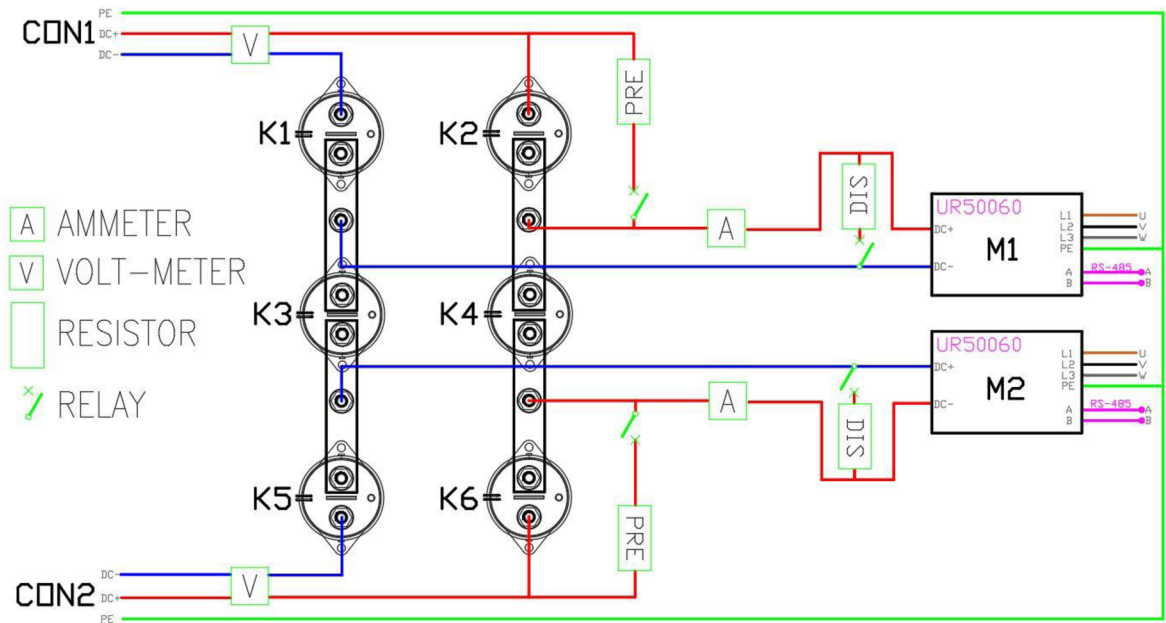 PE
CON1 DC+
DC-
V
PRE
K1
K2
A AMMETER
V VOLT-METER
RESISTOR
RELAY
A
DIS
UR50060
M1
DC+
DC-
L1 U
L2 V
L3 W
PE
A RS-485 A
B B
K3
K4
UR50060
M2
DC+
DC-
L1 U
L2 V
L3 W
PE
A RS-485 A
B B
A
DIS
K5
K6
PRE
DC-
V
CON2 DC+
PE